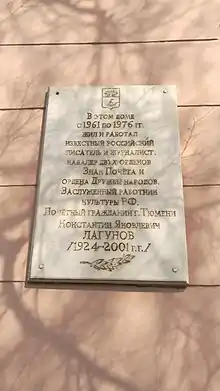 В этом доме
с 1961 по 1976 гг.
жил и работал
известный российский
писатель и журналист,
кавалер двух орденов
Знак Почёта и
ордена Дружбы народов,
Заслуженный работник
культуры РФ,
Почётный гражданин г. Тюмени
Константин Яковлевич
ЛАГУНОВ
/1924-2001 г.г./